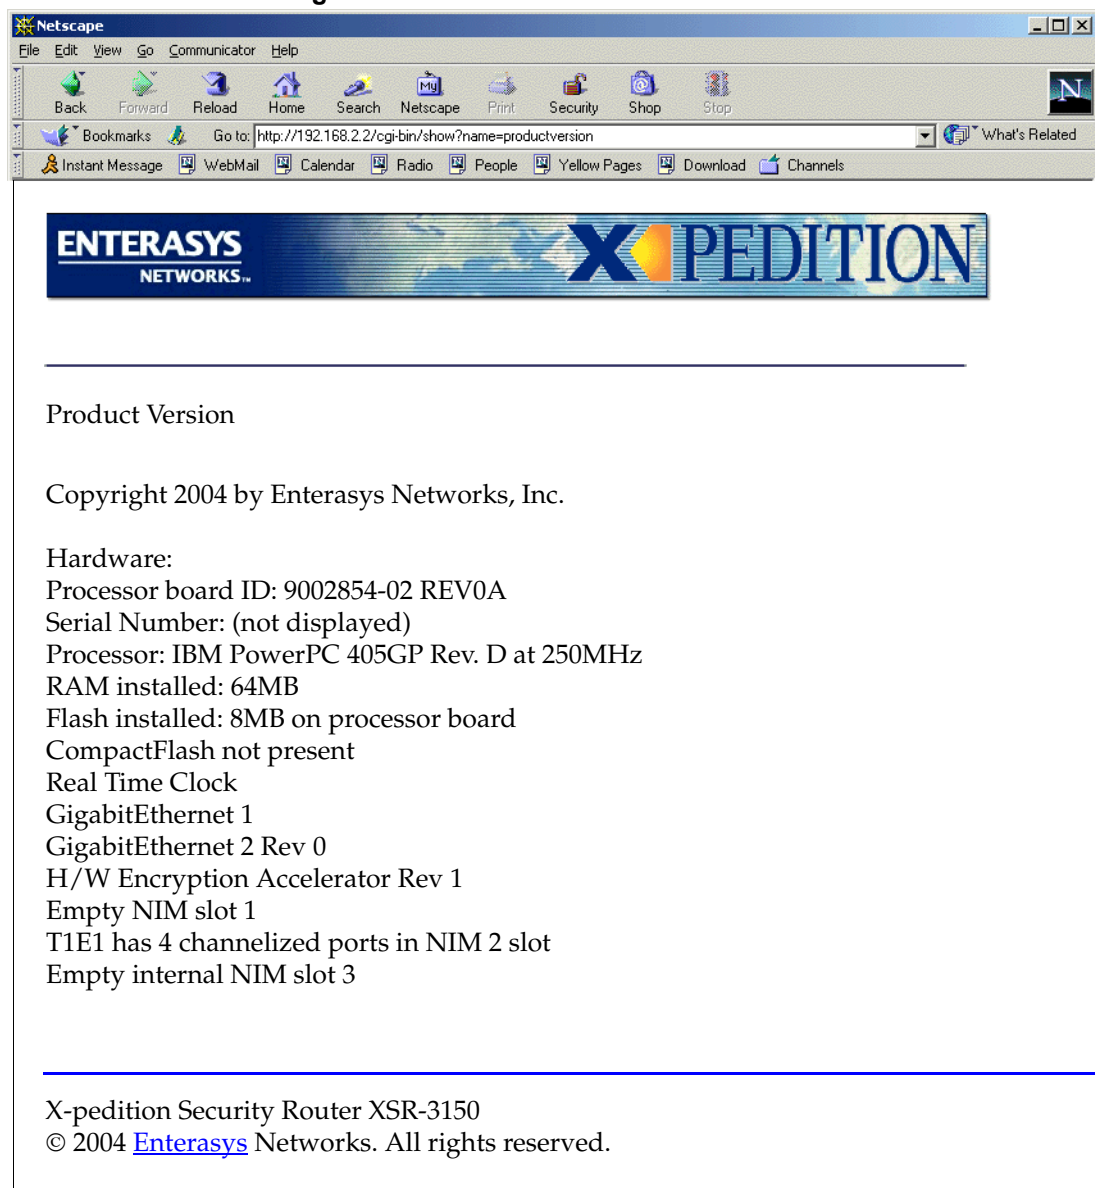 Netscape
File Edit View Go Communicator Help
My
Back Forward Reload Home Search Netscape Print Security Shop Stop
N
Bookmarks Go to: http://192.168.2.2/cgi-bin/show?name=productversion What's Related
Instant Message WebMail Calendar Radio People Yellow Pages Download Channels
ENTERASYS
NETWORKS™
X PEDITION
Product Version
Copyright 2004 by Enterasys Networks, Inc.
Hardware:
Processor board ID: 9002854-02 REV0A
Serial Number: (not displayed)
Processor: IBM PowerPC 405GP Rev. D at 250MHz
RAM installed: 64MB
Flash installed: 8MB on processor board
CompactFlash not present
Real Time Clock
GigabitEthernet 1
GigabitEthernet 2 Rev 0
H/W Encryption Accelerator Rev 1
Empty NIM slot 1
T1E1 has 4 channelized ports in NIM 2 slot
Empty internal NIM slot 3
X-pedition Security Router XSR-3150
© 2004 Enterasys Networks. All rights reserved.